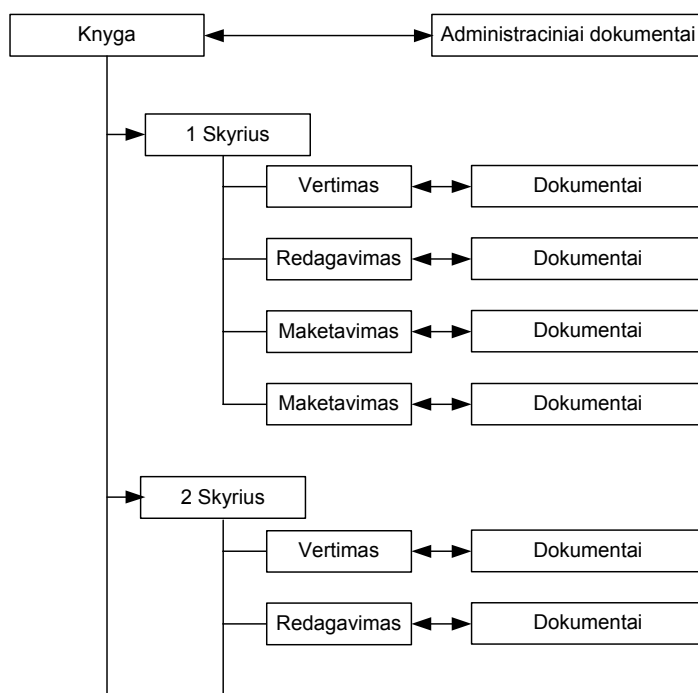 Knyga
Administraciniai dokumentai
1 Skyrius
Vertimas
Dokumentai
Redagavimas
Dokumentai
Maketavimas
Dokumentai
Maketavimas
Dokumentai
2 Skyrius
Vertimas
Dokumentai
Redagavimas
Dokumentai